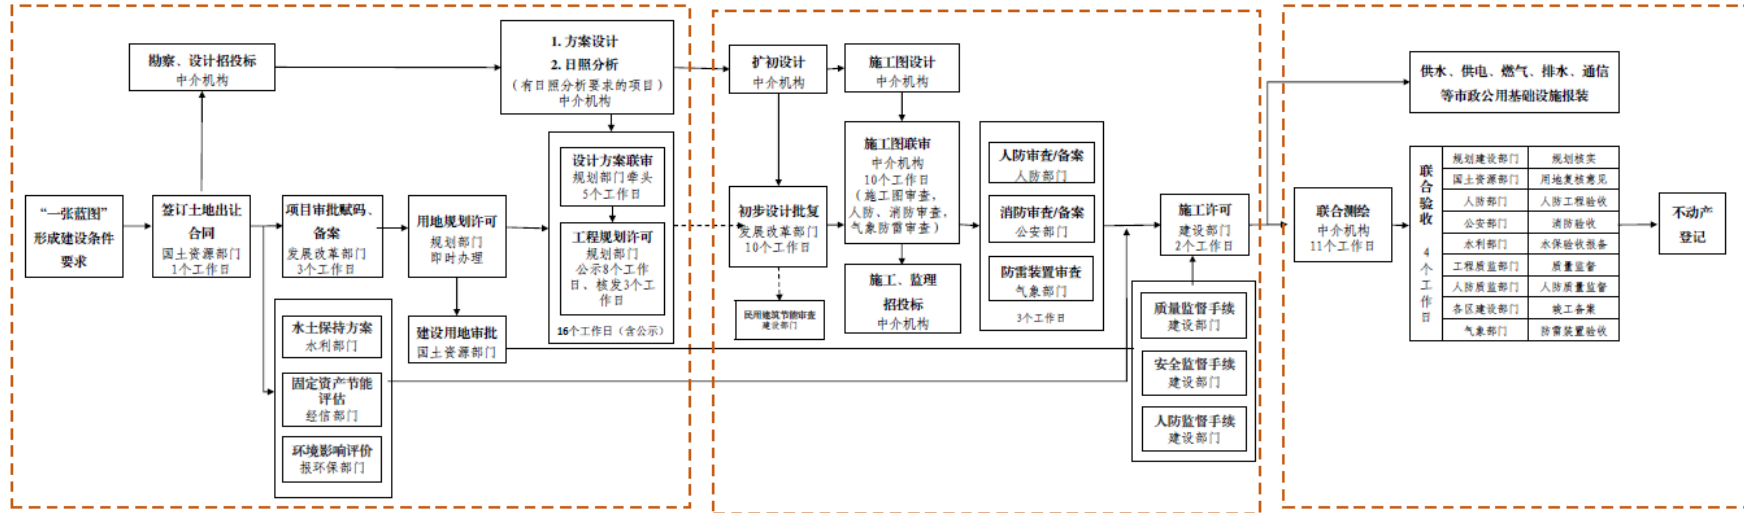 勘察、设计招投标
中介机构
1. 方案设计
2. 日照分析
（有日照分析要求的项目）
中介机构
“一张蓝图”
形成建设条件
要求
签订土地出让
合同
国土资源部门
1个工作日
项目审批赋码、
备案
发展改革部门
3个工作日
用地规划许可
规划部门
即时办理
建设用地审批
国土资源部门
设计方案联审
规划部门牵头
5个工作日
工程规划许可
规划部门
公示8个工作
日、核发3个工
作日
16个工作日（含公示）
水土保持方案
水利部门
固定资产节能
评估
经信部门
环境影响评价
报环保部门
扩初设计
中介机构
施工图设计
中介机构
初步设计批复
发展改革部门
10个工作日
民用建筑节能审查
建设部门
施工图联审
中介机构
10个工作日
（施工图审查，
人防、消防审查，
气象防雷审查）
施工、监理
招投标
中介机构
人防审查/备案
人防部门
消防审查/备案
公安部门
防雷装置审查
气象部门
3个工作日
施工许可
建设部门
2个工作日
质量监督手续
建设部门
安全监督手续
建设部门
人防监督手续
建设部门
供水、供电、燃气、排水、通信
等市政公用基础设施报装
联合测绘
中介机构
11个工作日
联合验收 4个工作日
规划建设部门 规划核实
国土资源部门 用地复核意见
人防部门 人防工程验收
公安部门 消防验收
水利部门 水保验收报备
工程质监部门 质量监督
人防质监部门 人防质量监督
各区建设部门 竣工备案
气象部门 防雷装置验收
不动产
登记